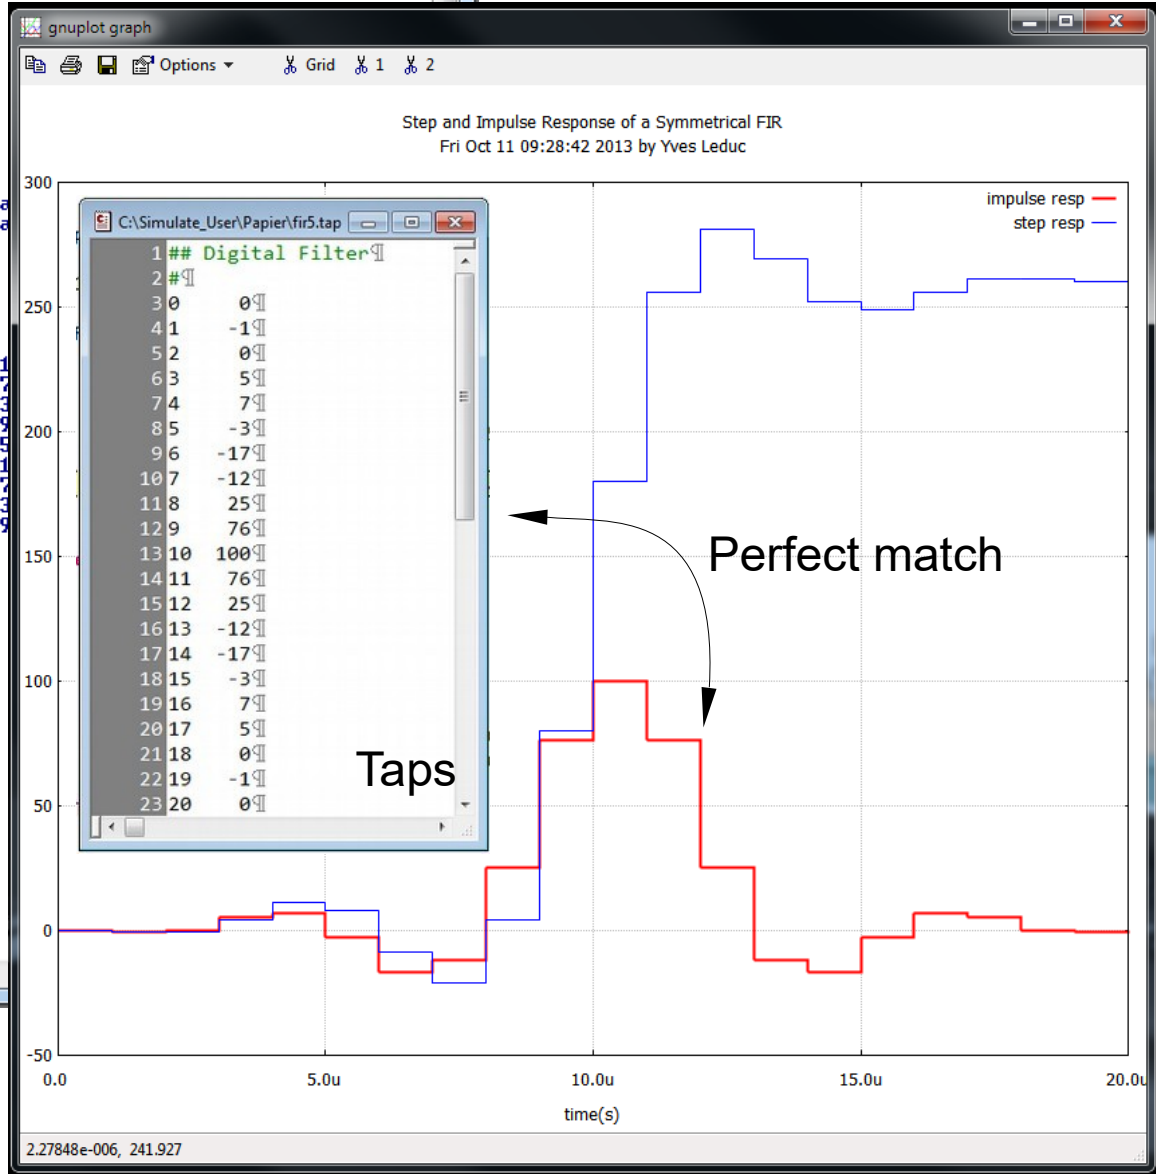 gnuplot graph
Options Grid 1 2
Step and Impulse Response of a Symmetrical FIR
Fri Oct 11 09:28:42 2013 by Yves Leduc
impulse resp
step resp
300
250
200
150
100
50
0
-50
C:\Simulate_User\Papier\fir5.tap
1 ## Digital Filter¶
2 #¶
3 0 0¶
4 1 -1¶
5 2 0¶
6 3 5¶
7 4 7¶
8 5 -3¶
9 6 -17¶
10 7 -12¶
11 8 25¶
12 9 76¶
13 10 100¶
14 11 76¶
15 12 25¶
16 13 -12¶
17 14 -17¶
18 15 -3¶
19 16 7¶
20 17 5¶
21 18 0¶
22 19 -1¶
23 20 0¶
Taps
Perfect match
0.0 5.0u 10.0u 15.0u 20.0u
time(s)
2.27848e-006, 241.927